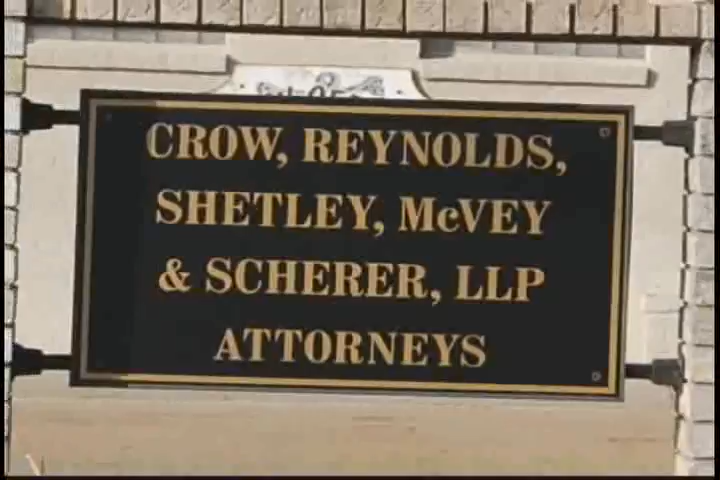 CROW, REYNOLDS,
SHETLEY, McVEY
& SCHERER, LLP
ATTORNEYS